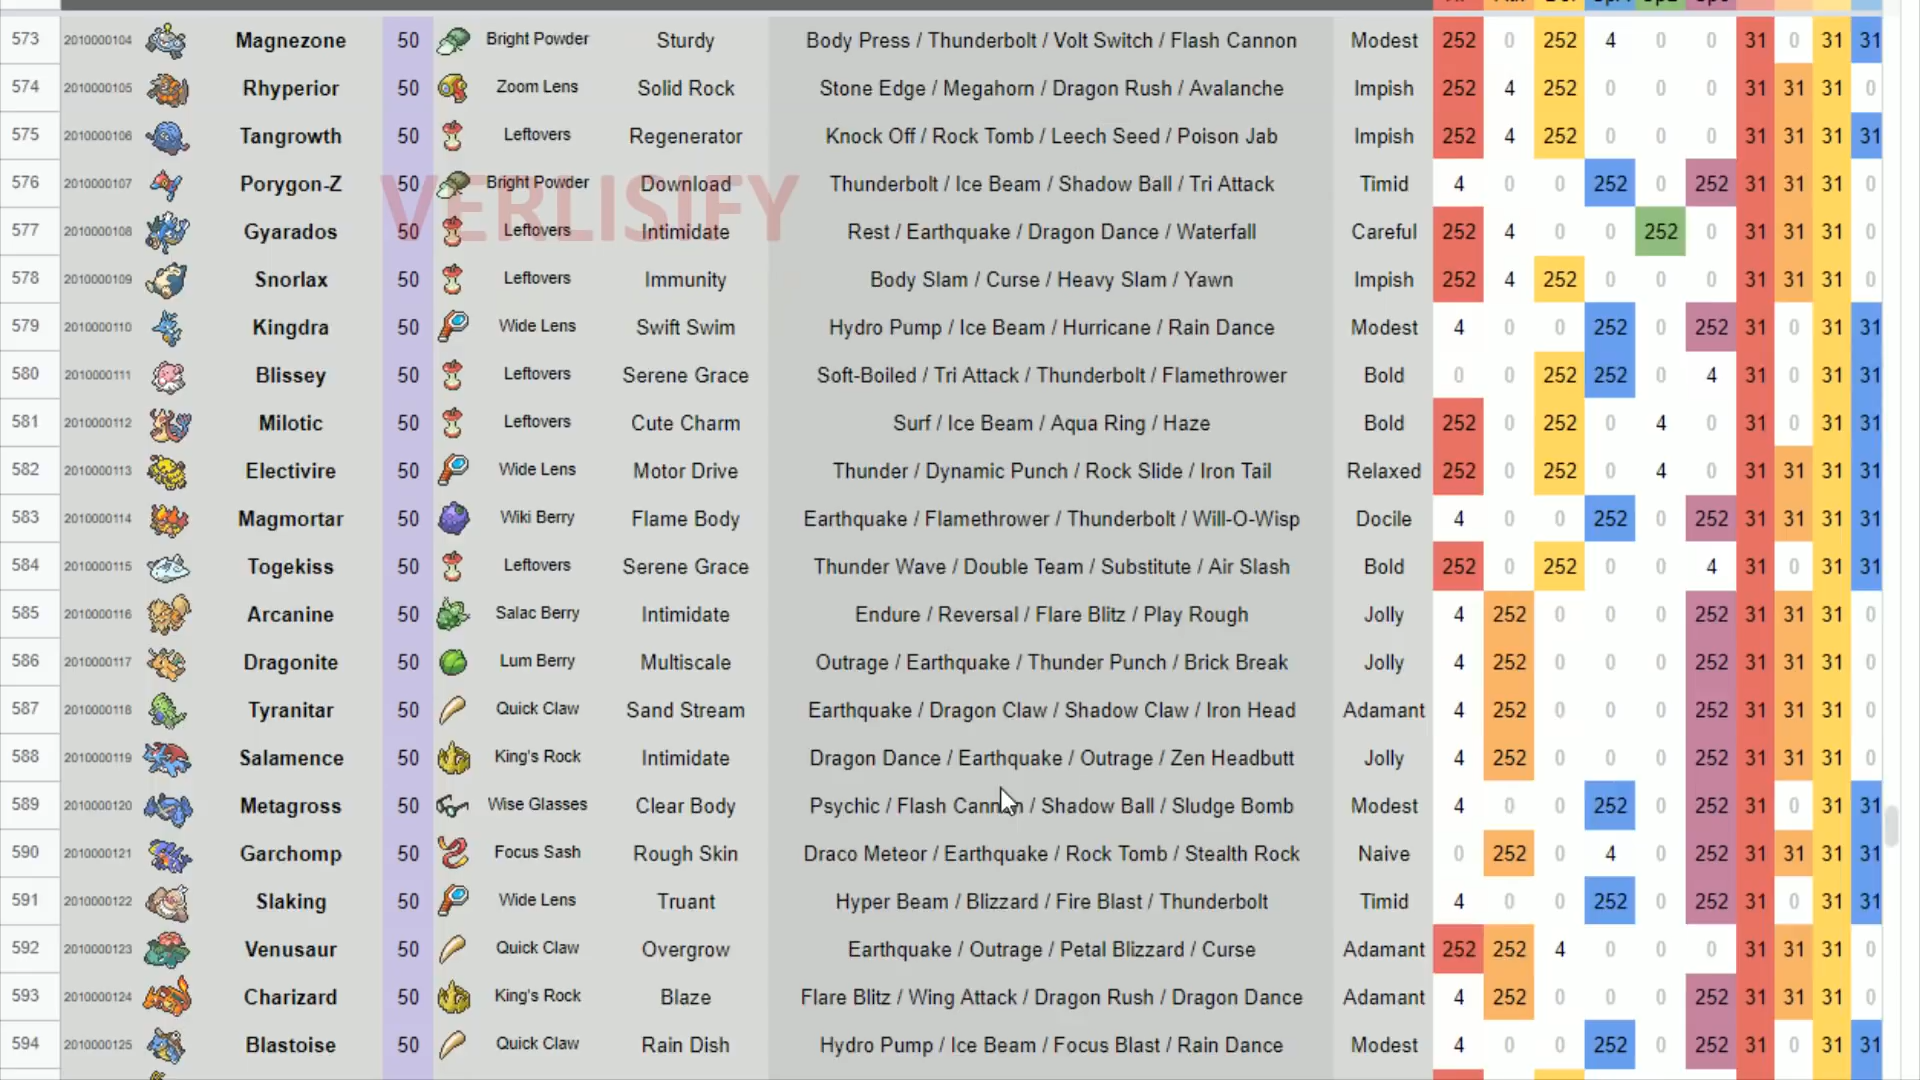 573 2010000104 Magnezone 50 Bright Powder Sturdy Body Press / Thunderbolt / Volt Switch / Flash Cannon Modest 252 0 252 4 0 0 31 0 31 31
574 2010000105 Rhyperior 50 Zoom Lens Solid Rock Stone Edge / Megahorn / Dragon Rush / Avalanche Impish 252 4 252 0 0 0 31 31 31 0
575 2010000106 Tangrowth 50 Leftovers Regenerator Knock Off / Rock Tomb / Leech Seed / Poison Jab Impish 252 4 252 0 0 0 31 31 31 31
576 2010000107 Porygon-Z 50 Bright Powder Download Thunderbolt / Ice Beam / Shadow Ball / Tri Attack Timid 4 0 0 252 0 252 31 31 31 0
VERLISIFY
577 2010000108 Gyarados 50 Leftovers Intimidate Rest / Earthquake / Dragon Dance / Waterfall Careful 252 4 0 0 252 0 31 31 31 0
578 2010000109 Snorlax 50 Leftovers Immunity Body Slam / Curse / Heavy Slam / Yawn Impish 252 4 252 0 0 0 31 31 31 0
579 2010000110 Kingdra 50 Wide Lens Swift Swim Hydro Pump / Ice Beam / Hurricane / Rain Dance Modest 4 0 0 252 0 252 31 0 31 31
580 2010000111 Blissey 50 Leftovers Serene Grace Soft-Boiled / Tri Attack / Thunderbolt / Flamethrower Bold 0 0 252 252 0 4 31 0 31 31
581 2010000112 Milotic 50 Leftovers Cute Charm Surf / Ice Beam / Aqua Ring / Haze Bold 252 0 252 0 4 0 31 0 31 31
582 2010000113 Electivire 50 Wide Lens Motor Drive Thunder / Dynamic Punch / Rock Slide / Iron Tail Relaxed 252 0 252 0 4 0 31 31 31 31
583 2010000114 Magmortar 50 Wiki Berry Flame Body Earthquake / Flamethrower / Thunderbolt / Will-O-Wisp Docile 4 0 0 252 0 252 31 31 31 31
584 2010000115 Togekiss 50 Leftovers Serene Grace Thunder Wave / Double Team / Substitute / Air Slash Bold 252 0 252 0 0 4 31 0 31 31
585 2010000116 Arcanine 50 Salac Berry Intimidate Endure / Reversal / Flare Blitz / Play Rough Jolly 4 252 0 0 0 252 31 31 31 0
586 2010000117 Dragonite 50 Lum Berry Multiscale Outrage / Earthquake / Thunder Punch / Brick Break Jolly 4 252 0 0 0 252 31 31 31 0
587 2010000118 Tyranitar 50 Quick Claw Sand Stream Earthquake / Dragon Claw / Shadow Claw / Iron Head Adamant 4 252 0 0 0 252 31 31 31 0
588 2010000119 Salamence 50 King's Rock Intimidate Dragon Dance / Earthquake / Outrage / Zen Headbutt Jolly 4 252 0 0 0 252 31 31 31 0
589 2010000120 Metagross 50 Wise Glasses Clear Body Psychic / Flash Cannon / Shadow Ball / Sludge Bomb Modest 4 0 0 252 0 252 31 0 31 31
590 2010000121 Garchomp 50 Focus Sash Rough Skin Draco Meteor / Earthquake / Rock Tomb / Stealth Rock Naive 0 252 0 4 0 252 31 31 31 31
591 2010000122 Slaking 50 Wide Lens Truant Hyper Beam / Blizzard / Fire Blast / Thunderbolt Timid 4 0 0 252 0 252 31 0 31 31
592 2010000123 Venusaur 50 Quick Claw Overgrow Earthquake / Outrage / Petal Blizzard / Curse Adamant 252 252 4 0 0 0 31 31 31 0
593 2010000124 Charizard 50 King's Rock Blaze Flare Blitz / Wing Attack / Dragon Rush / Dragon Dance Adamant 4 252 0 0 0 252 31 31 31 0
594 2010000125 Blastoise 50 Quick Claw Rain Dish Hydro Pump / Ice Beam / Focus Blast / Rain Dance Modest 4 0 0 252 0 252 31 0 31 31